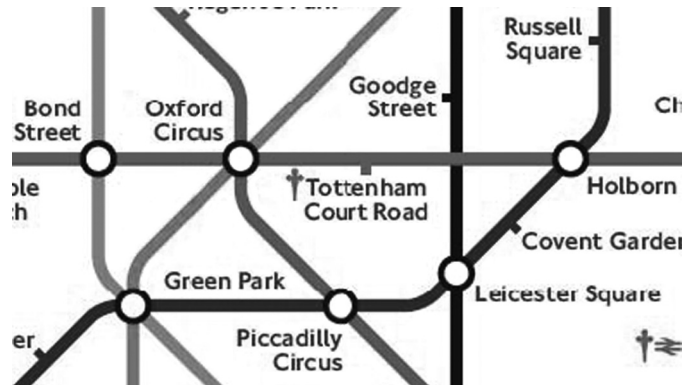 Russell
Square
Goodge
Street
Bond
Street
Oxford
Circus
Tottenham
Court Road
Holborn
Covent Garden
Green Park
Leicester Square
Piccadilly
Circus